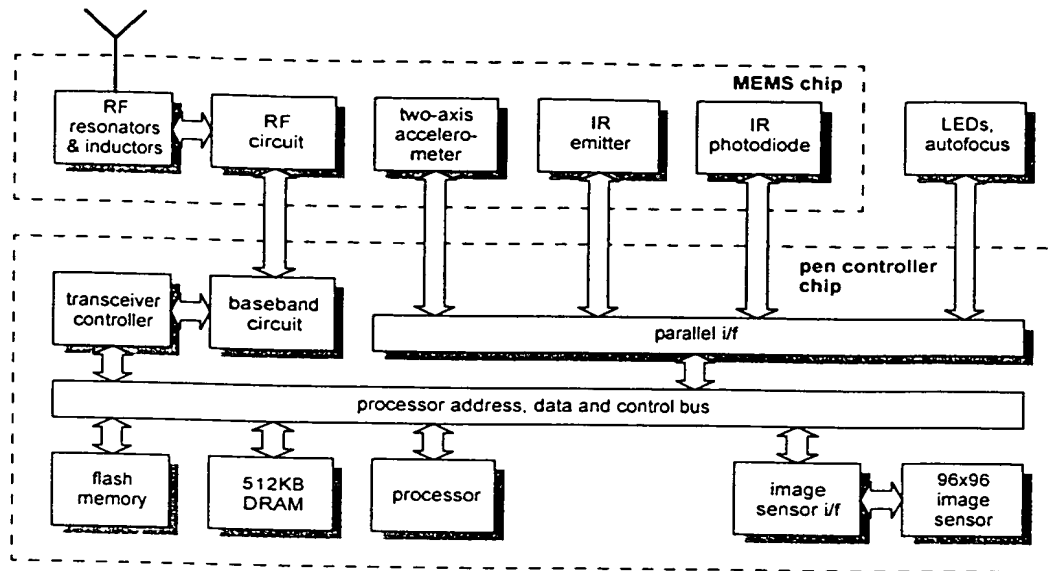 MEMS chip
RF
resonators
& inductors
RF
circuit
two-axis
accelero-
meter
IR
emitter
IR
photodiode
LEDs,
autofocus
pen controller
chip
transceiver
controller
baseband
circuit
parallel i/f
processor address, data and control bus
flash
memory
512KB
DRAM
processor
image
sensor i/f
96x96
image
sensor